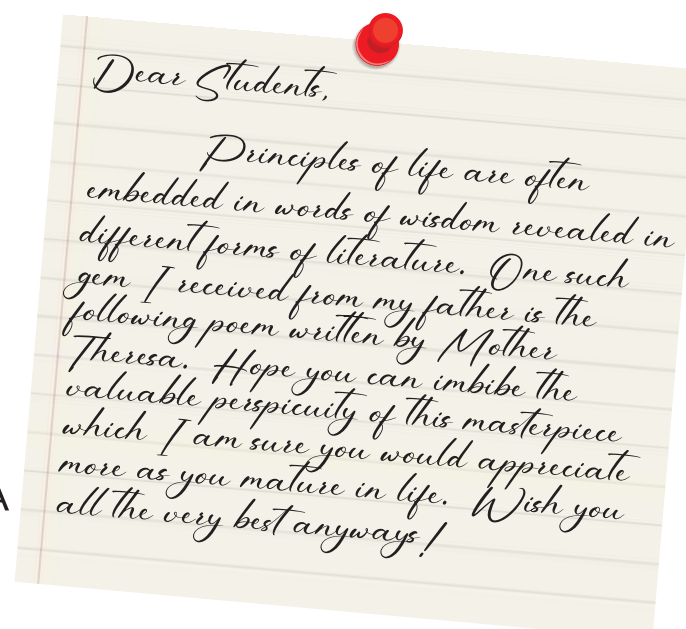 Dear Students,
Principles of life are often
embedded in words of wisdom revealed in
different forms of literature. One such
gem I received from my father is the
following poem written by Mother
Theresa. Hope you can imbibe the
valuable perspicuity of this masterpiece
which I am sure you would appreciate
more as you mature in life. Wish you
all the very best anyways!
A